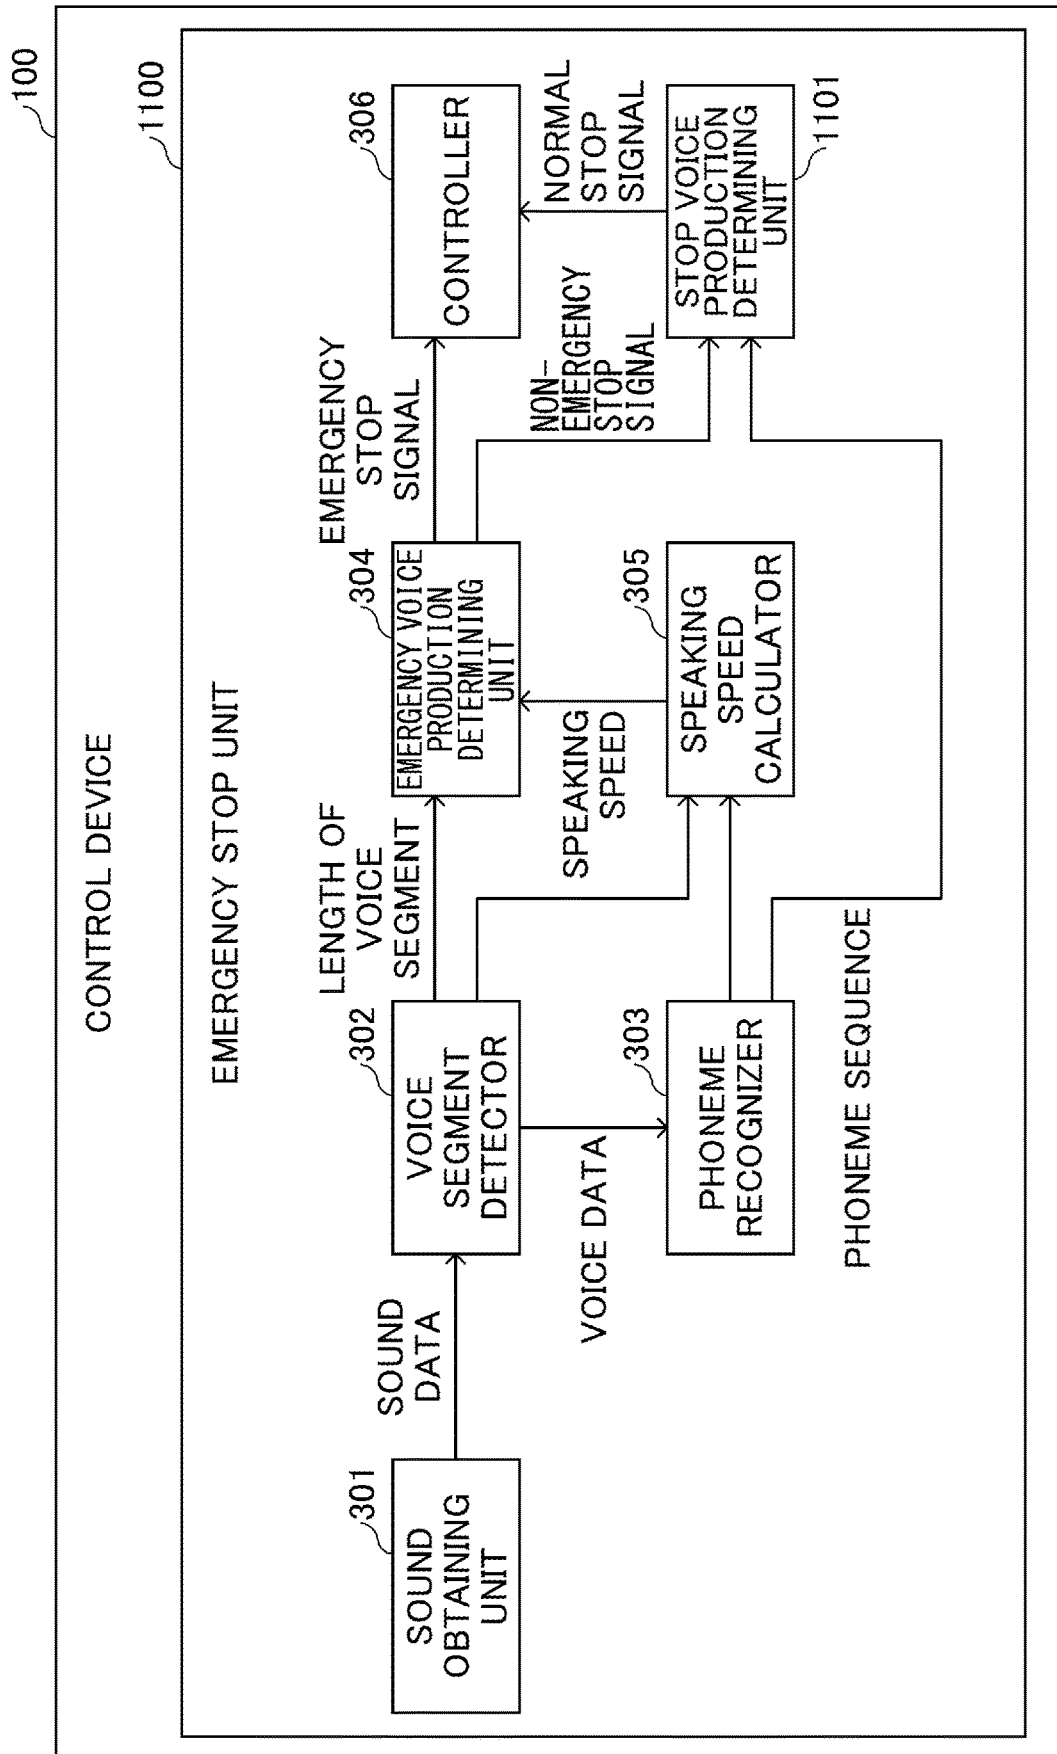 100
CONTROL DEVICE
1100
EMERGENCY STOP UNIT
301
SOUND
OBTAINING
UNIT
SOUND
DATA
302
VOICE
SEGMENT
DETECTOR
LENGTH OF
VOICE
SEGMENT
304
EMERGENCY VOICE
PRODUCTION
DETERMINING
UNIT
EMERGENCY
STOP
SIGNAL
306
CONTROLLER
VOICE DATA
303
PHONEME
RECOGNIZER
SPEAKING
SPEED
305
SPEAKING
SPEED
CALCULATOR
NON-
EMERGENCY
STOP
SIGNAL
NORMAL
STOP
SIGNAL
STOP VOICE
PRODUCTION
DETERMINING
UNIT
1101
PHONEME SEQUENCE